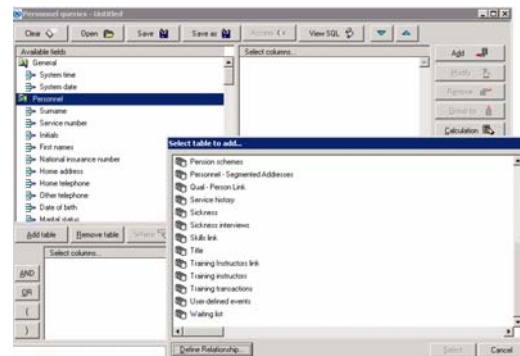 Personnel queries - Untitled
Clear
Open
Save
Save as
Access
View SQL
Available fields
Select columns...
General
System time
System date
Personnel
Surname
Service number
Initials
First names
National insurance number
Home address
Home telephone
Other telephone
Date of birth
Marital status
Add
Modify
Remove
Calculation
Add table
Remove table
Where
Select columns...
AND
OR
(
)
Select table to add...
Pension schemes
Personnel - Segmented Addresses
Qual - Person Link
Service history
Sickness
Sickness interviews
Skills link
Title
Training Instructors link
Training instructors
Training transactions
User-defined events
Waiting list
Define Relationship...
Select
Cancel